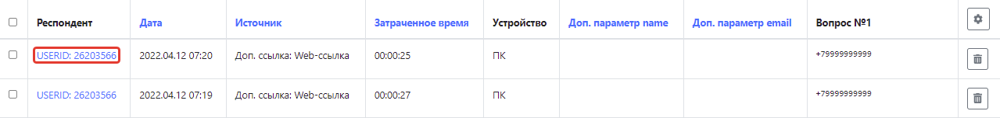 Респондент Дата Источник Затраченное время Устройство Доп. параметр name Доп. параметр email Вопрос №1
USERID: 26203566 2022.04.12 07:20 Доп. ссылка: Web-ссылка 00:00:25 ПК +79999999999
USERID: 26203566 2022.04.12 07:19 Доп. ссылка: Web-ссылка 00:00:27 ПК +79999999999